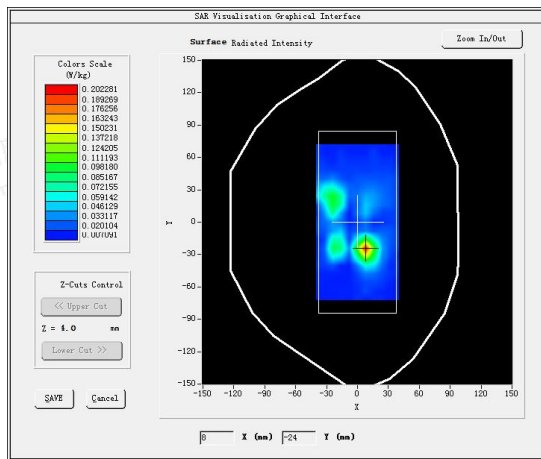 SAR Visualisation Graphical Interface
Surface Radiated Intensity
Zoom In/Out
Colors Scale
(W/kg)
0.202281
0.189269
0.176256
0.163243
0.150231
0.137218
0.124205
0.111193
0.098180
0.085167
0.072155
0.059142
0.046129
0.033117
0.020104
0.007091
Z-Cuts Control
<< Upper Cut
Z = 4.0 mm
Lower Cut >>
SAVE
Cancel
150
120
90
60
30
0
-30
-60
-90
-120
-150
Y
-150 -120 -90 -60 -30 0 30 60 90 120 150
X
8 X (mm) -24 Y (mm)